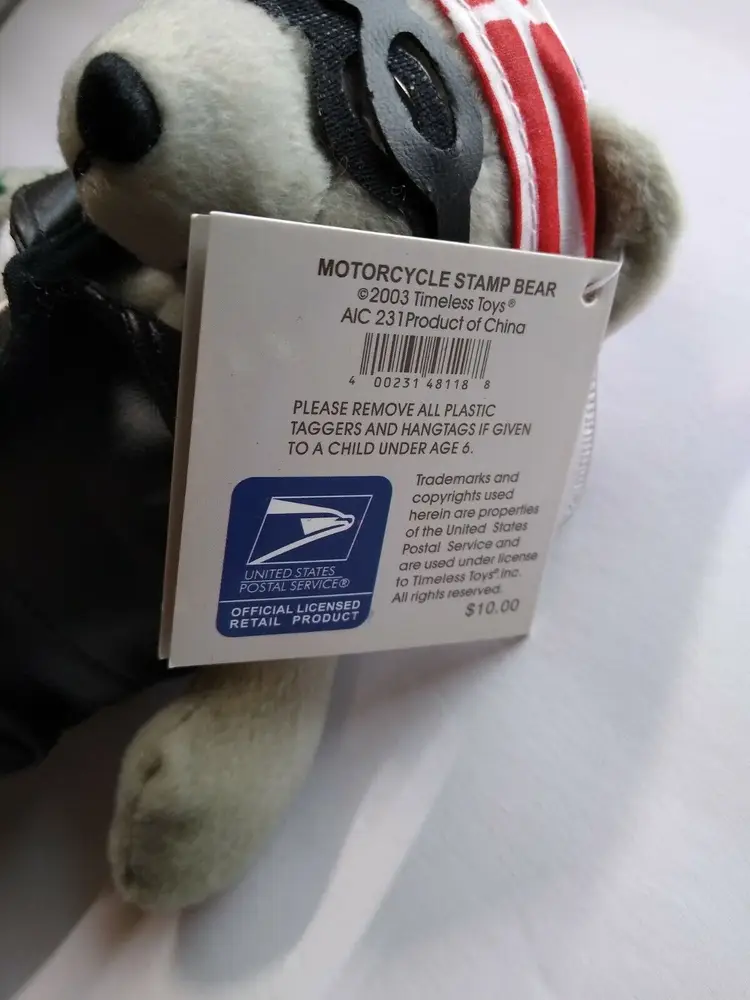 MOTORCYCLE STAMP BEAR
©2003 Timeless Toys®
AIC 231Product of China
4 00231 48118 8
PLEASE REMOVE ALL PLASTIC
TAGGERS AND HANGTAGS IF GIVEN
TO A CHILD UNDER AGE 6.
UNITED STATES
POSTAL SERVICE®
OFFICIAL LICENSED
RETAIL PRODUCT
Trademarks and
copyrights used
herein are properties
of the United States
Postal Service and
are used under license
to Timeless Toys®.Inc.
All rights reserved.
$10.00